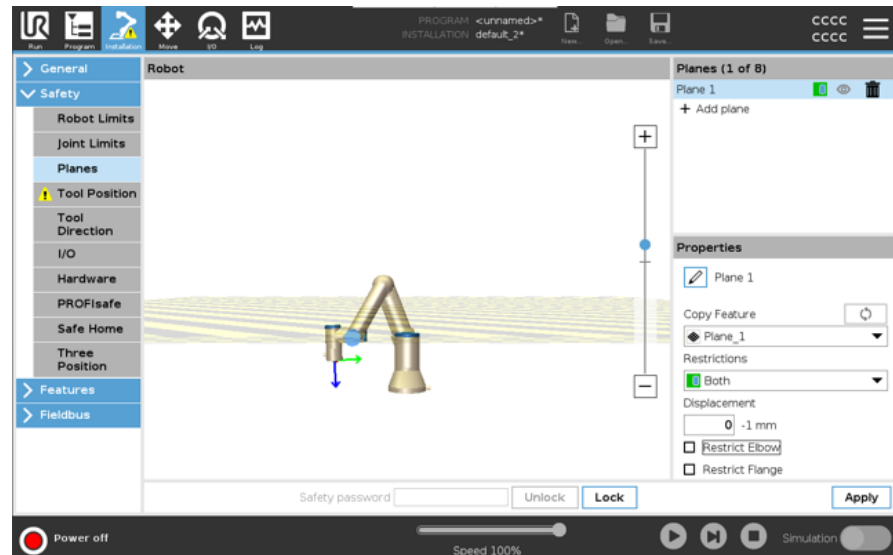 PROGRAM <unnamed>*
INSTALLATION default_2*
New...
Open...
Save...
CCCC
CCCC
UR
Run
Program
Installation
Move
I/O
Log
General
Safety
Robot Limits
Joint Limits
Planes
Tool Position
Tool
Direction
I/O
Hardware
PROFIsafe
Safe Home
Three
Position
Features
Fieldbus
Robot
Planes (1 of 8)
Plane 1
+ Add plane
Properties
Plane 1
Copy Feature
Plane_1
Restrictions
Both
Displacement
0 -1 mm
Restrict Elbow
Restrict Flange
Safety password
Unlock
Lock
Apply
Power off
Speed 100%
Simulation